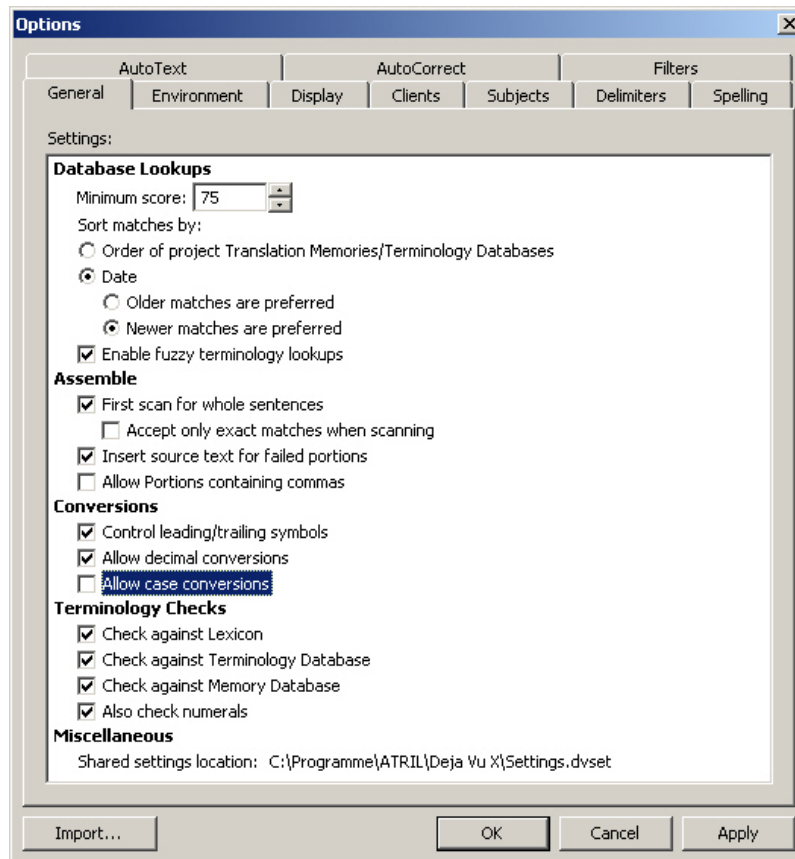 Options
AutoText AutoCorrect Filters
General Environment Display Clients Subjects Delimiters Spelling
Settings:
Database Lookups
Minimum score: 75
Sort matches by:
Order of project Translation Memories/Terminology Databases
Date
Older matches are preferred
Newer matches are preferred
Enable fuzzy terminology lookups
Assemble
First scan for whole sentences
Accept only exact matches when scanning
Insert source text for failed portions
Allow Portions containing commas
Conversions
Control leading/trailing symbols
Allow decimal conversions
Allow case conversions
Terminology Checks
Check against Lexicon
Check against Terminology Database
Check against Memory Database
Also check numerals
Miscellaneous
Shared settings location: C:\Programme\ATRIL\Deja Vu X\Settings.dvset
Import... OK Cancel Apply